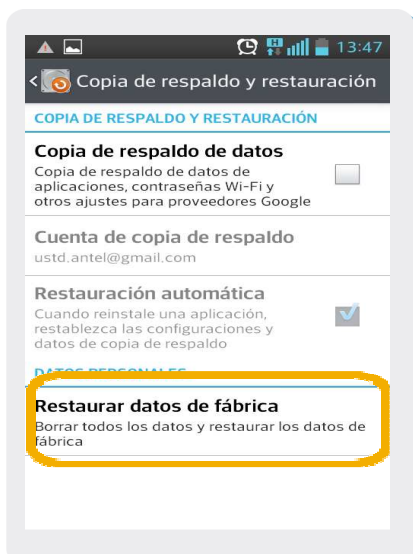 H 13:47
< Copia de respaldo y restauración
COPIA DE RESPALDO Y RESTAURACIÓN
Copia de respaldo de datos
Copia de respaldo de datos de
aplicaciones, contraseñas Wi-Fi y
otros ajustes para proveedores Google
Cuenta de copia de respaldo
ustd.antel@gmail.com
Restauración automática
Cuando reinstale una aplicación,
restablezca las configuraciones y
datos de copia de respaldo
DATOS PERSONALES
Restaurar datos de fábrica
Borrar todos los datos y restaurar los datos de
fábrica